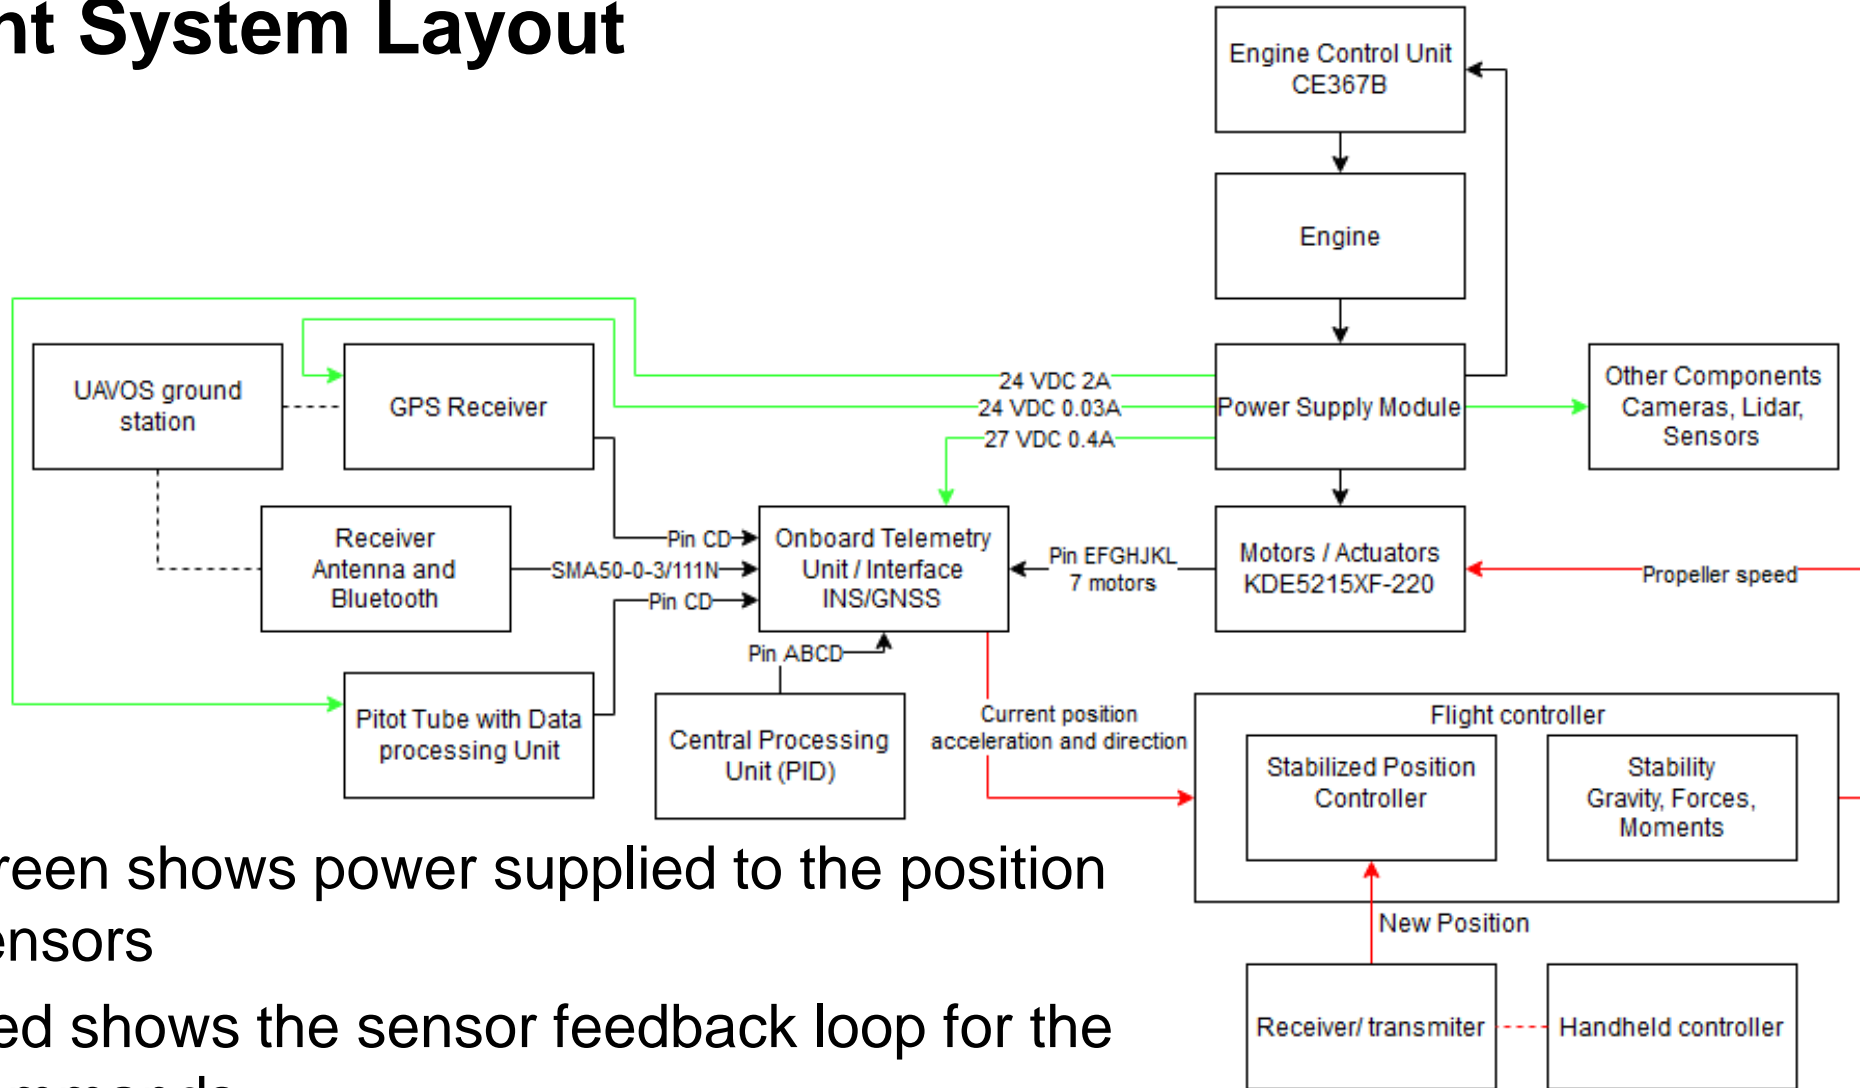 nt System Layout
Engine Control Unit
CE367B
Engine
UAVOS ground
station
GPS Receiver
24 VDC 2A
24 VDC 0.03A
27 VDC 0.4A
Power Supply Module
Other Components
Cameras, Lidar,
Sensors
Receiver
Antenna and
Bluetooth
Pin CD
SMA50-0-3/111N
Pin CD
Onboard Telemetry
Unit / Interface
INS/GNSS
Pin EFGHJKL
7 motors
Motors / Actuators
KDE5215XF-220
Propeller speed
Pin ABCD
Pitot Tube with Data
processing Unit
Central Processing
Unit (PID)
Current position
acceleration and direction
Flight controller
Stabilized Position
Controller
Stability
Gravity, Forces,
Moments
New Position
Receiver/ transmiter
Handheld controller
reen shows power supplied to the position
ensors
ed shows the sensor feedback loop for the